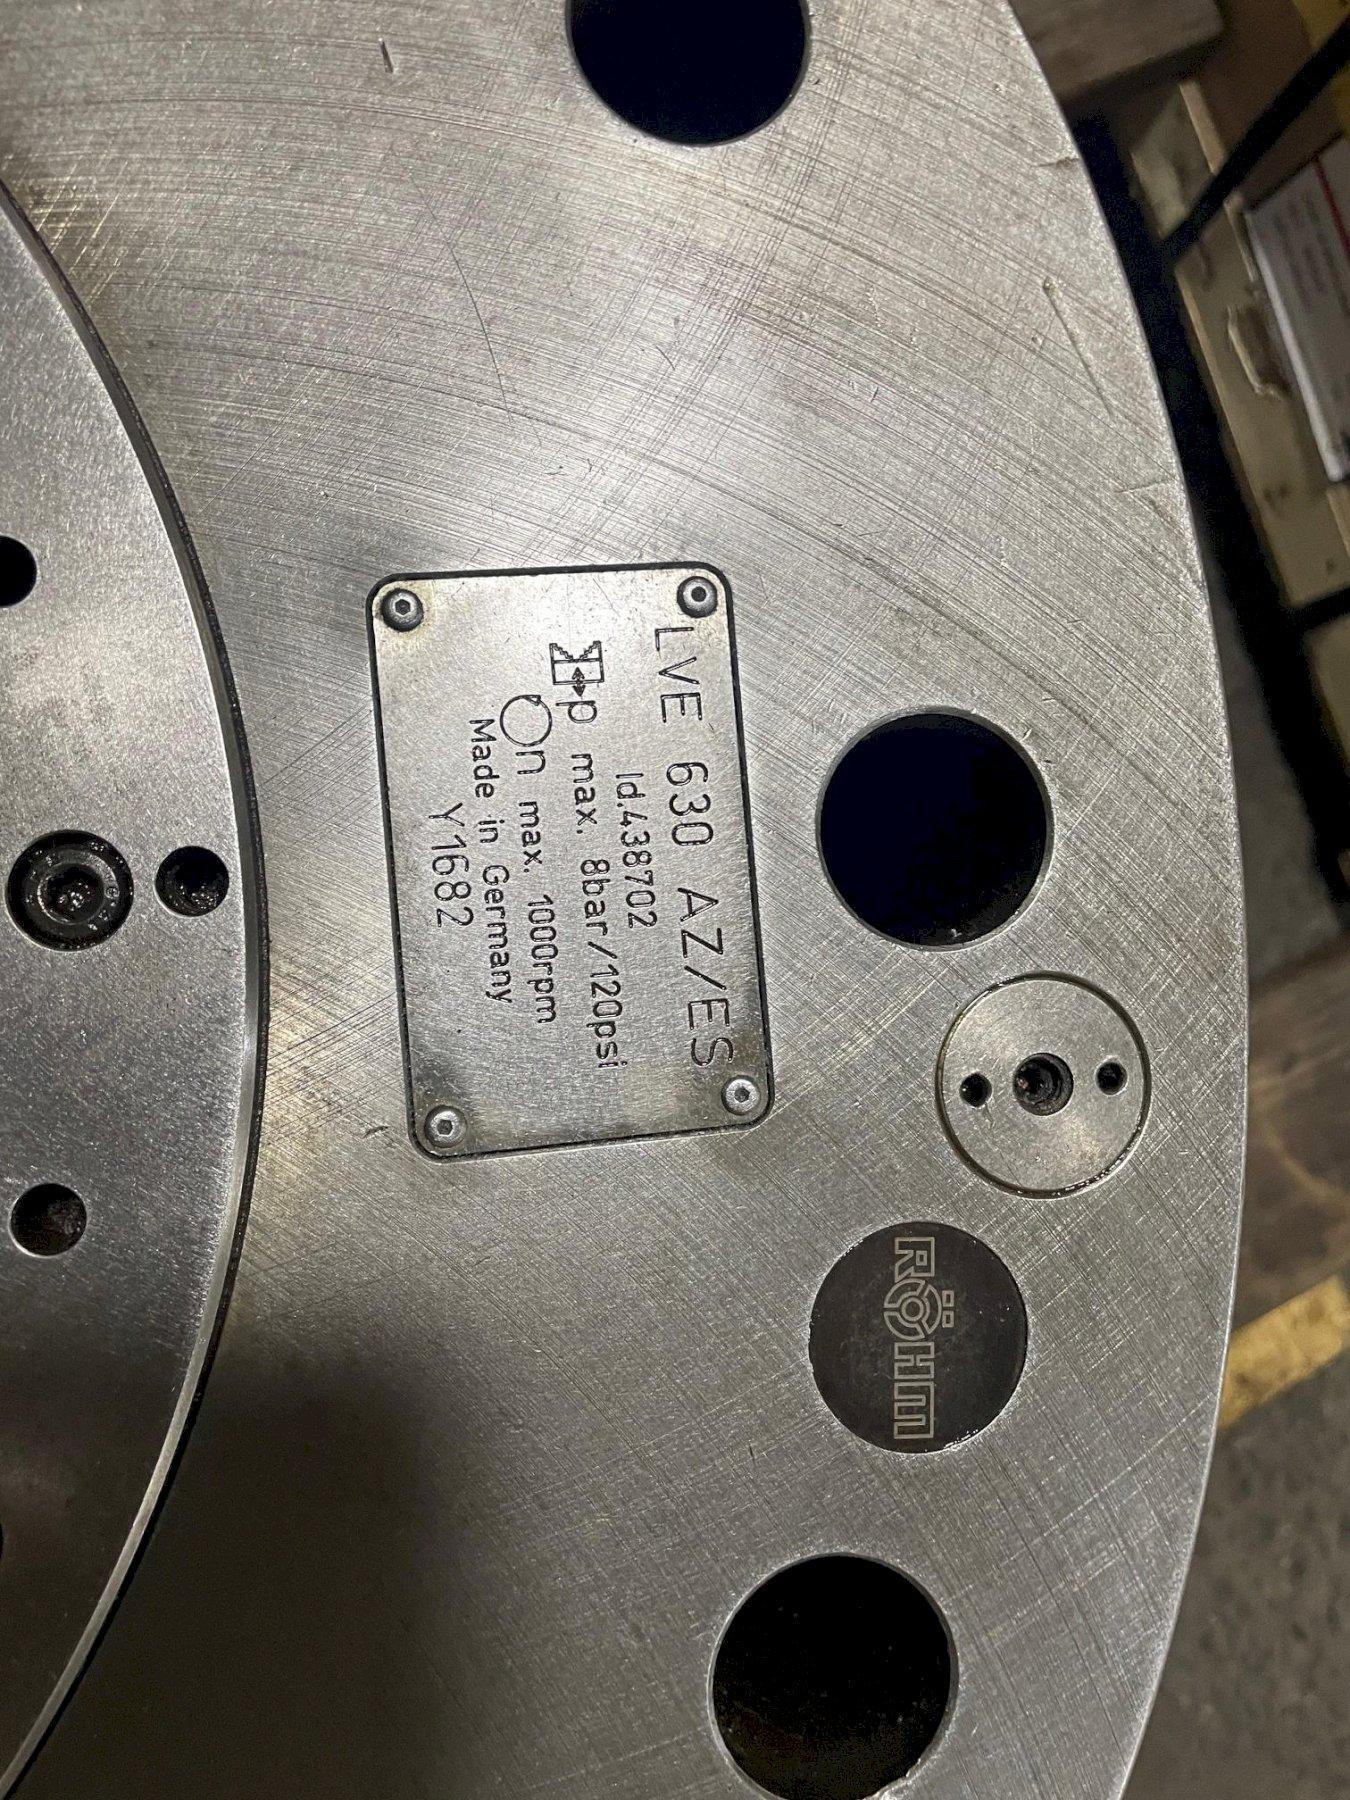 LVE 630 AZ/ES
Id.438702
p max. 8bar/120psi
n max. 1000rpm
Made in Germany
Y1682
RÖHM